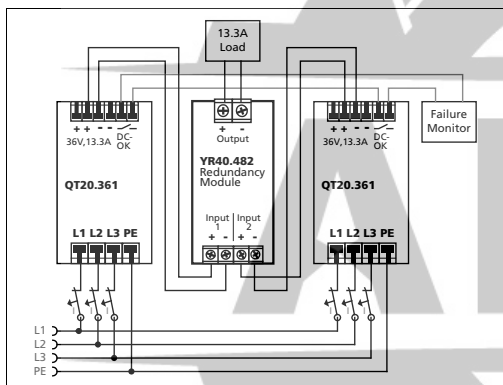 13.3A
Load
+ -
Output
YR40.482
Redundancy
Module
Input
1
Input
2
+ - + -
+ + - -
36V,13.3A
DC-
OK
QT20.361
L1 L2 L3 PE
+ + - -
36V,13.3A
DC-
OK
QT20.361
L1 L2 L3 PE
Failure
Monitor
I I I
I I I
L1
L2
L3
PE